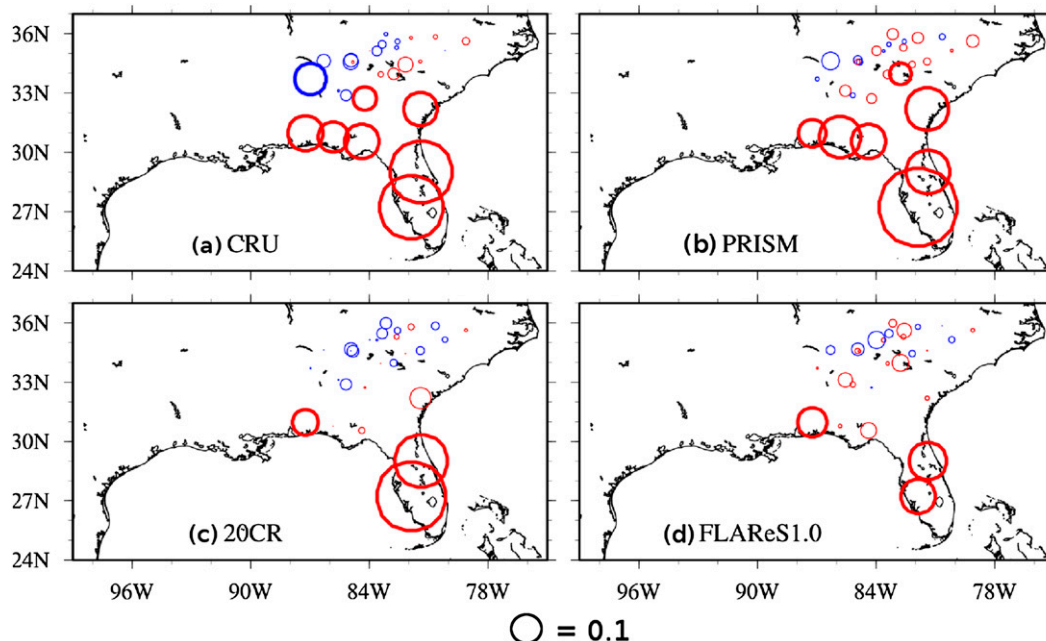 36N
33N
30N
27N
24N
(a) CRU
(b) PRISM
36N
33N
30N
27N
24N
(c) 20CR
(d) FLAReS1.0
96W 90W 84W 78W 96W 90W 84W 78W
= 0.1